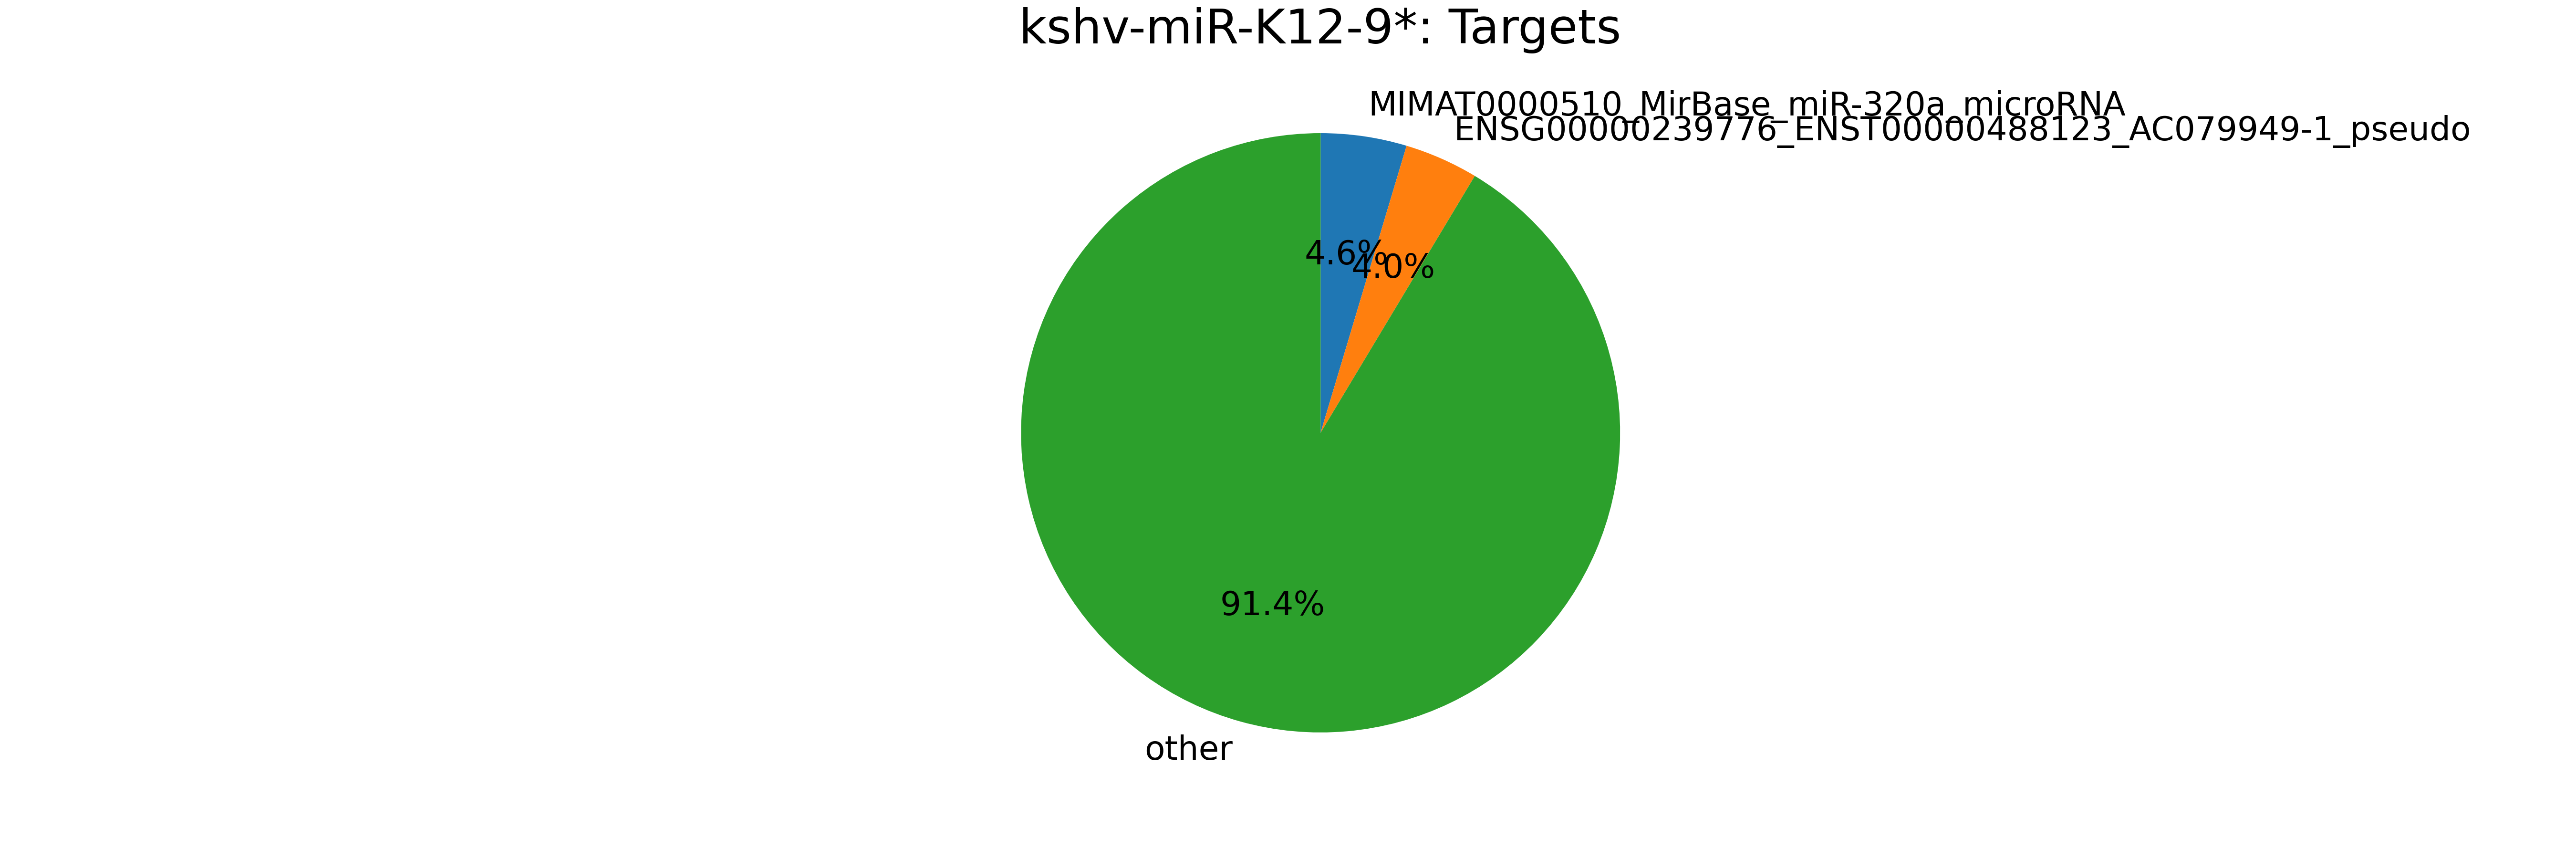 kshv-miR-K12-9*: Targets
MIMAT0000510_MirBase_miR-320a_microRNA
ENSG00000239776_ENST00000488123_AC079949-1_pseudo
4.6%
4.0%
91.4%
other